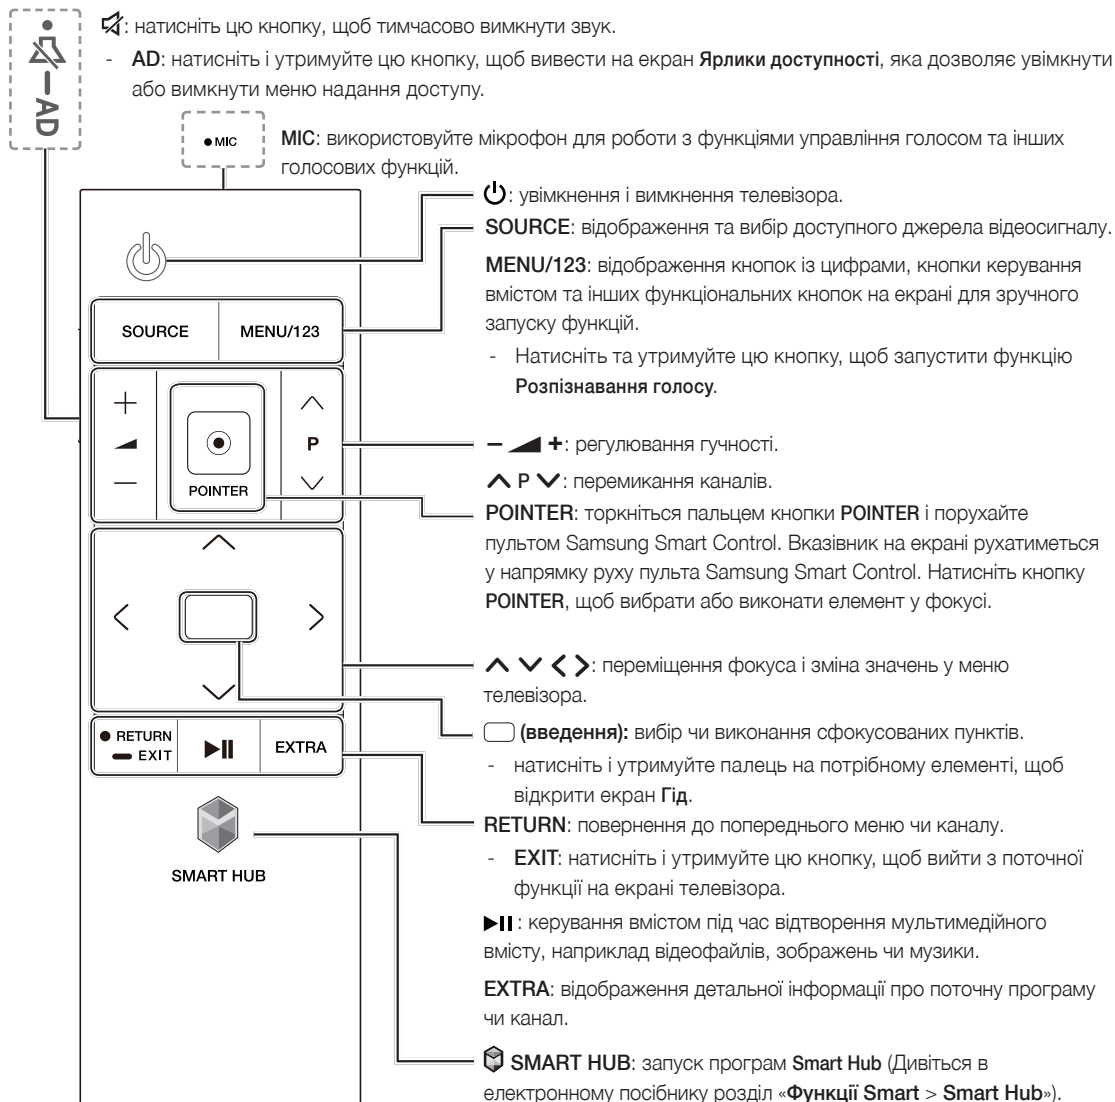 : натисніть цю кнопку, щоб тимчасово вимкнути звук.
- AD: натисніть і утримуйте цю кнопку, щоб вивести на екран Ярлики доступності, яка дозволяє увімкнути
або вимкнути меню надання доступу.
AD
MIC
MIC: використовуйте мікрофон для роботи з функціями управління голосом та інших
голосових функцій.
: увімкнення і вимкнення телевізора.
SOURCE: відображення та вибір доступного джерела відеосигналу.
MENU/123: відображення кнопок із цифрами, кнопки керування
вмістом та інших функціональних кнопок на екрані для зручного
запуску функцій.
- Натисніть та утримуйте цю кнопку, щоб запустити функцію
Розпізнавання голосу.
SOURCE
MENU/123
P
POINTER
− +: регулювання гучності.
P : перемикання каналів.
POINTER: торкніться пальцем кнопки POINTER і порухайте
пультом Samsung Smart Control. Вказівник на екрані рухатиметься
у напрямку руху пульта Samsung Smart Control. Натисніть кнопку
POINTER, щоб вибрати або виконати елемент у фокусі.
: переміщення фокуса і зміна значень у меню
телевізора.
(введення): вибір чи виконання сфокусованих пунктів.
- натисніть і утримуйте палець на потрібному елементі, щоб
відкрити екран Гід.
RETURN
EXIT
EXTRA
RETURN: повернення до попереднього меню чи каналу.
- EXIT: натисніть і утримуйте цю кнопку, щоб вийти з поточної
функції на екрані телевізора.
SMART HUB
: керування вмістом під час відтворення мультимедійного
вмісту, наприклад відеофайлів, зображень чи музики.
EXTRA: відображення детальної інформації про поточну програму
чи канал.
SMART HUB: запуск програм Smart Hub (Дивіться в
електронному посібнику розділ «Функції Smart > Smart Hub»).